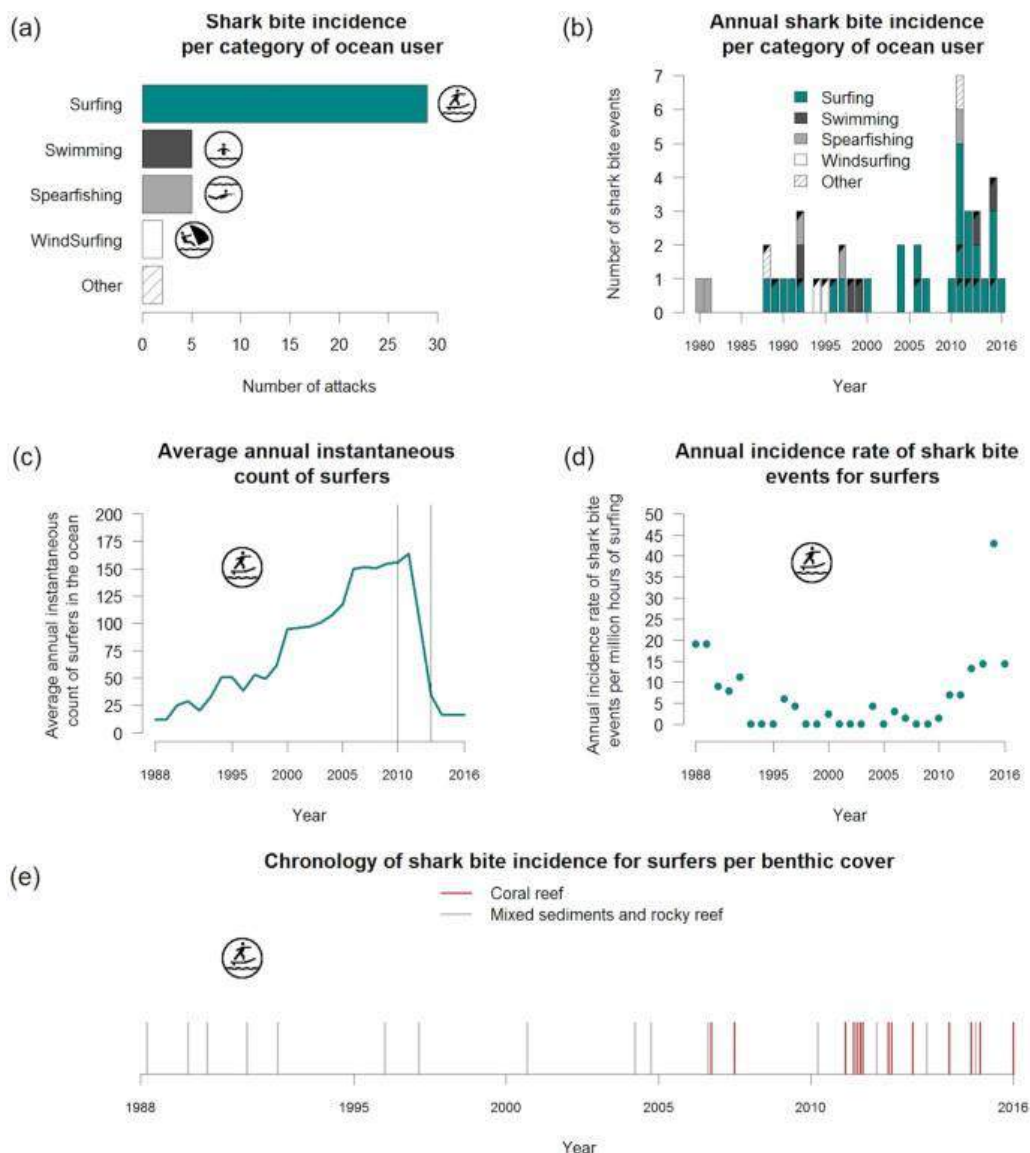 (a)
Shark bite incidence
per category of ocean user
Surfing
Swimming
Spearfishing
WindSurfing
Other
0 5 10 15 20 25 30
Number of attacks
(b)
Annual shark bite incidence
per category of ocean user
Number of shark bite events
7
6
5
4
3
2
1
0
Surfing
Swimming
Spearfishing
Windsurfing
Other
1980 1985 1990 1995 2000 2005 2010 2016
Year
(c)
Average annual instantaneous
count of surfers
Average annual instantaneous
count of surfers in the ocean
200
175
150
125
100
75
50
25
0
1988 1995 2000 2005 2010 2016
Year
(d)
Annual incidence rate of shark bite
events for surfers
Annual incidence rate of shark bite
events per million hours of surfing
50
45
40
35
30
25
20
15
10
5
0
1988 1995 2000 2005 2010 2016
Year
(e)
Chronology of shark bite incidence for surfers per benthic cover
Coral reef
Mixed sediments and rocky reef
1988 1995 2000 2005 2010 2016
Year